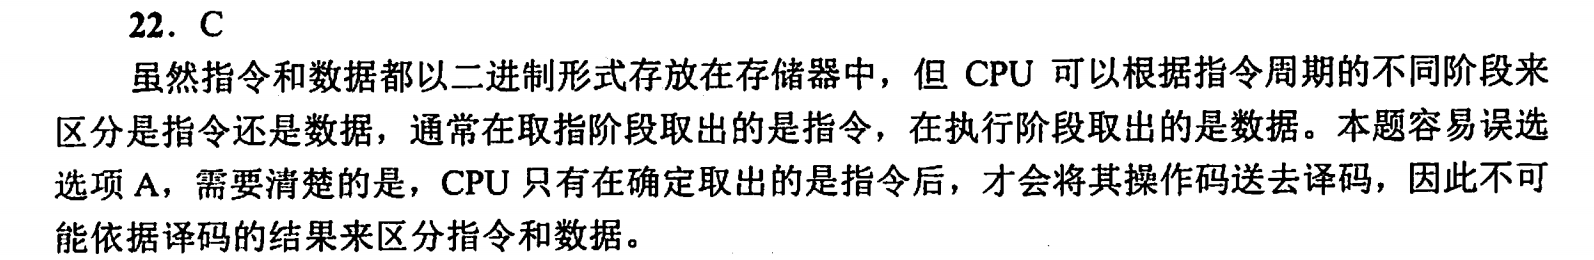 22. C
虽然指令和数据都以二进制形式存放在存储器中，但 CPU 可以根据指令周期的不同阶段来
区分是指令还是数据，通常在取指阶段取出的是指令，在执行阶段取出的是数据。本题容易误选
选项 A，需要清楚的是，CPU 只有在确定取出的是指令后，才会将其操作码送去译码，因此不可
能依据译码的结果来区分指令和数据。